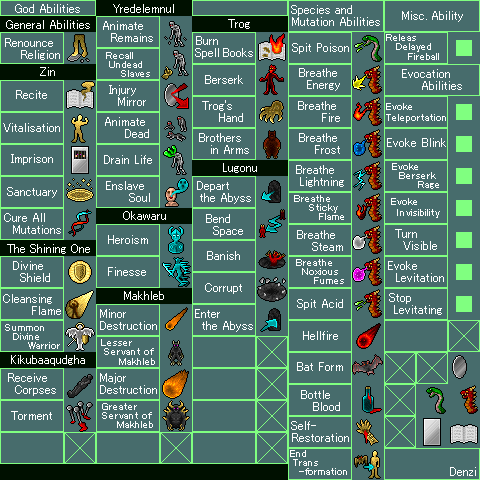 God Abilities
General Abilities
Renounce
Religion
Zin
Recite
Vitalisation
Imprison
Sanctuary
Cure All
Mutations
The Shining One
Divine
Shield
Cleansing
Flame
Summon
Divine
Warrior
Kikubaaqudgha
Receive
Corpses
Torment
Yredelemnul
Animate
Remains
Recall
Undead
Slaves
Injury
Mirror
Animate
Dead
Drain Life
Enslave
Soul
Okawaru
Heroism
Finesse
Makhleb
Minor
Destruction
Lesser
Servant of
Makhleb
Major
Destruction
Greater
Servant of
Makhleb
Trog
Burn
Spell Books
Berserk
Trog's
Hand
Brothers
in Arms
Lugonu
Depart
the Abyss
Bend
Space
Banish
Corrupt
Enter
the Abyss
Species and
Mutation Abilities
Spit Poison
Breathe
Energy
Breathe
Fire
Breathe
Frost
Breathe
Lightning
Breathe
Sticky
Flame
Breathe
Steam
Breathe
Noxious
Fumes
Spit Acid
Hellfire
Bat Form
Bottle
Blood
Self-
Restoration
End
Trans
-formation
Misc. Ability
Releas
Delayed
Fireball
Evocation
Abilities
Evoke
Teleportation
Evoke Blink
Evoke
Berserk
Rage
Evoke
Invisibility
Turn
Visible
Evoke
Levitation
Stop
Levitating
Denzi